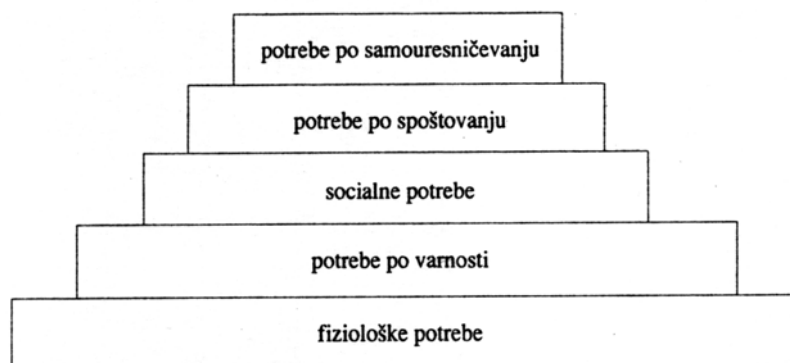 potrebe po samouresničevanju
potrebe po spoštovanju
socialne potrebe
potrebe po varnosti
fiziološke potrebe